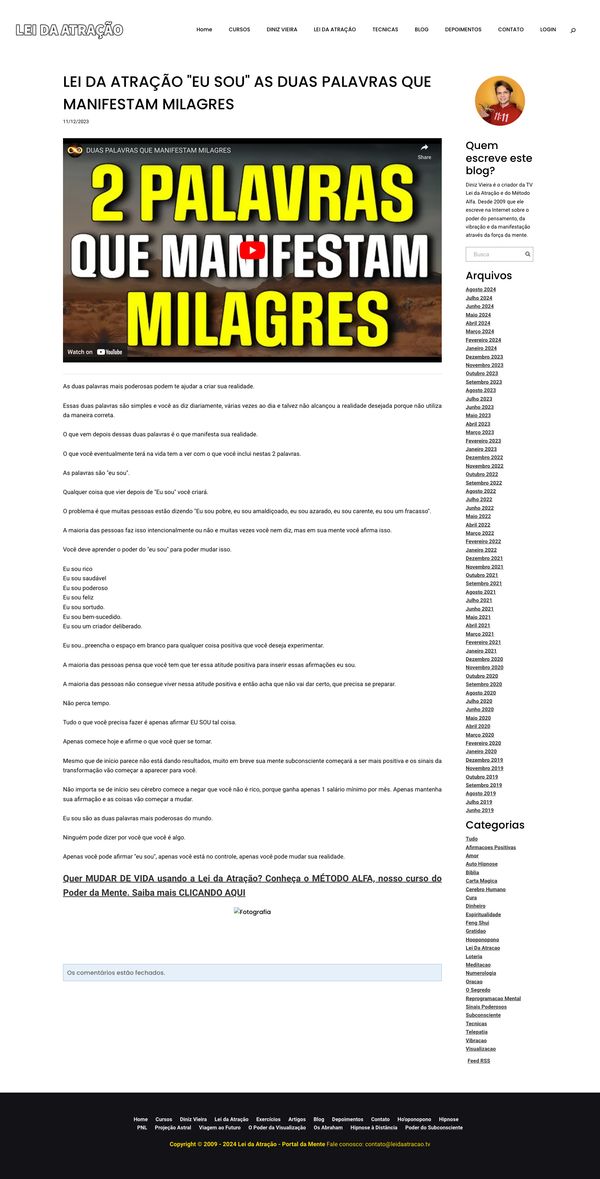 LEI DA ATRAÇÃO
Home CURSOS DINIZ VIEIRA LEI DA ATRAÇÃO TECNICAS BLOG DEPOIMENTOS CONTATO LOGIN
LEI DA ATRAÇÃO "EU SOU" AS DUAS PALAVRAS QUE
MANIFESTAM MILAGRES
11/12/2023
DUAS PALAVRAS QUE MANIFESTAM MILAGRES
Share
2 PALAVRAS
QUE MANIFESTAM
MILAGRES
Watch on YouTube
As duas palavras mais poderosas podem te ajudar a criar sua realidade.
Essas duas palavras são simples e você as diz diariamente, várias vezes ao dia e talvez não alcançou a realidade desejada porque não utiliza
da maneira correta.
O que vem depois dessas duas palavras é o que manifesta sua realidade.
O que você eventualmente terá na vida tem a ver com o que você inclui nestas 2 palavras.
As palavras são "eu sou".
Qualquer coisa que vier depois de "Eu sou" você criará.
O problema é que muitas pessoas estão dizendo "Eu sou pobre, eu sou amaldiçoado, eu sou azarado, eu sou carente, eu sou um fracasso".
A maioria das pessoas faz isso intencionalmente ou não e muitas vezes você nem diz, mas em sua mente você afirma isso.
Você deve aprender o poder do "eu sou" para poder mudar isso.
Eu sou rico
Eu sou saudável
Eu sou poderoso
Eu sou feliz
Eu sou sortudo.
Eu sou bem-sucedido.
Eu sou um criador deliberado.
Eu sou...preencha o espaço em branco para qualquer coisa positiva que você deseja experimentar.
A maioria das pessoas pensa que você tem que ter essa atitude positiva para inserir essas afirmações eu sou.
A maioria das pessoas não consegue viver nessa atitude positiva e então acha que não vai dar certo, que precisa se preparar.
Não perca tempo.
Tudo o que você precisa fazer é apenas afirmar EU SOU tal coisa.
Apenas comece hoje e afirme o que você quer se tornar.
Mesmo que de início parece não está dando resultados, muito em breve sua mente subconsciente começará a ser mais positiva e os sinais da
transformação vão começar a aparecer para você.
Não importa se de início seu cérebro comece a negar que você não é rico, porque ganha apenas 1 salário mínimo por mês. Apenas mantenha
sua afirmação e as coisas vão começar a mudar.
Eu sou são as duas palavras mais poderosas do mundo.
Ninguém pode dizer por você que você é algo.
Apenas você pode afirmar "eu sou", apenas você está no controle, apenas você pode mudar sua realidade.
Quer MUDAR DE VIDA usando a Lei da Atração? Conheça o MÉTODO ALFA, nosso curso do
Poder da Mente. Saiba mais CLICANDO AQUI
Fotografia
Os comentários estão fechados.
11:11
Quem
escreve este
blog?
Diniz Vieira é o criador da TV
Lei da Atração e do Método
Alfa. Desde 2009 que ele
escreve na Internet sobre o
poder do pensamento, da
vibração e da manifestação
através da força da mente.
Busca
Arquivos
Agosto 2024
Julho 2024
Junho 2024
Maio 2024
Abril 2024
Março 2024
Fevereiro 2024
Janeiro 2024
Dezembro 2023
Novembro 2023
Outubro 2023
Setembro 2023
Agosto 2023
Julho 2023
Junho 2023
Maio 2023
Abril 2023
Março 2023
Fevereiro 2023
Janeiro 2023
Dezembro 2022
Novembro 2022
Outubro 2022
Setembro 2022
Agosto 2022
Julho 2022
Junho 2022
Maio 2022
Abril 2022
Março 2022
Fevereiro 2022
Janeiro 2022
Dezembro 2021
Novembro 2021
Outubro 2021
Setembro 2021
Agosto 2021
Julho 2021
Junho 2021
Maio 2021
Abril 2021
Março 2021
Fevereiro 2021
Janeiro 2021
Dezembro 2020
Novembro 2020
Outubro 2020
Setembro 2020
Agosto 2020
Julho 2020
Junho 2020
Maio 2020
Abril 2020
Março 2020
Fevereiro 2020
Janeiro 2020
Dezembro 2019
Novembro 2019
Outubro 2019
Setembro 2019
Agosto 2019
Julho 2019
Junho 2019
Categorias
Tudo
Afirmacoes Positivas
Amor
Auto Hipnose
Biblia
Carta Magica
Cerebro Humano
Cura
Dinheiro
Espiritualidade
Feng Shui
Gratidao
Hooponopono
Lei Da Atracao
Loteria
Meditacao
Numerologia
Oracao
O Segredo
Reprogramacao Mental
Sinais Poderosos
Subconsciente
Tecnicas
Telepatia
Vibracao
Visualizacao
Feed RSS
Home Cursos Diniz Vieira Lei da Atração Exercícios Artigos Blog Depoimentos Contato Ho'oponopono Hipnose
PNL Projeção Astral Viagem ao Futuro O Poder da Visualização Os Abraham Hipnose à Distância Poder do Subconsciente
Copyright © 2009 - 2024 Lei da Atração - Portal da Mente Fale conosco: contato@leidaatracao.tv